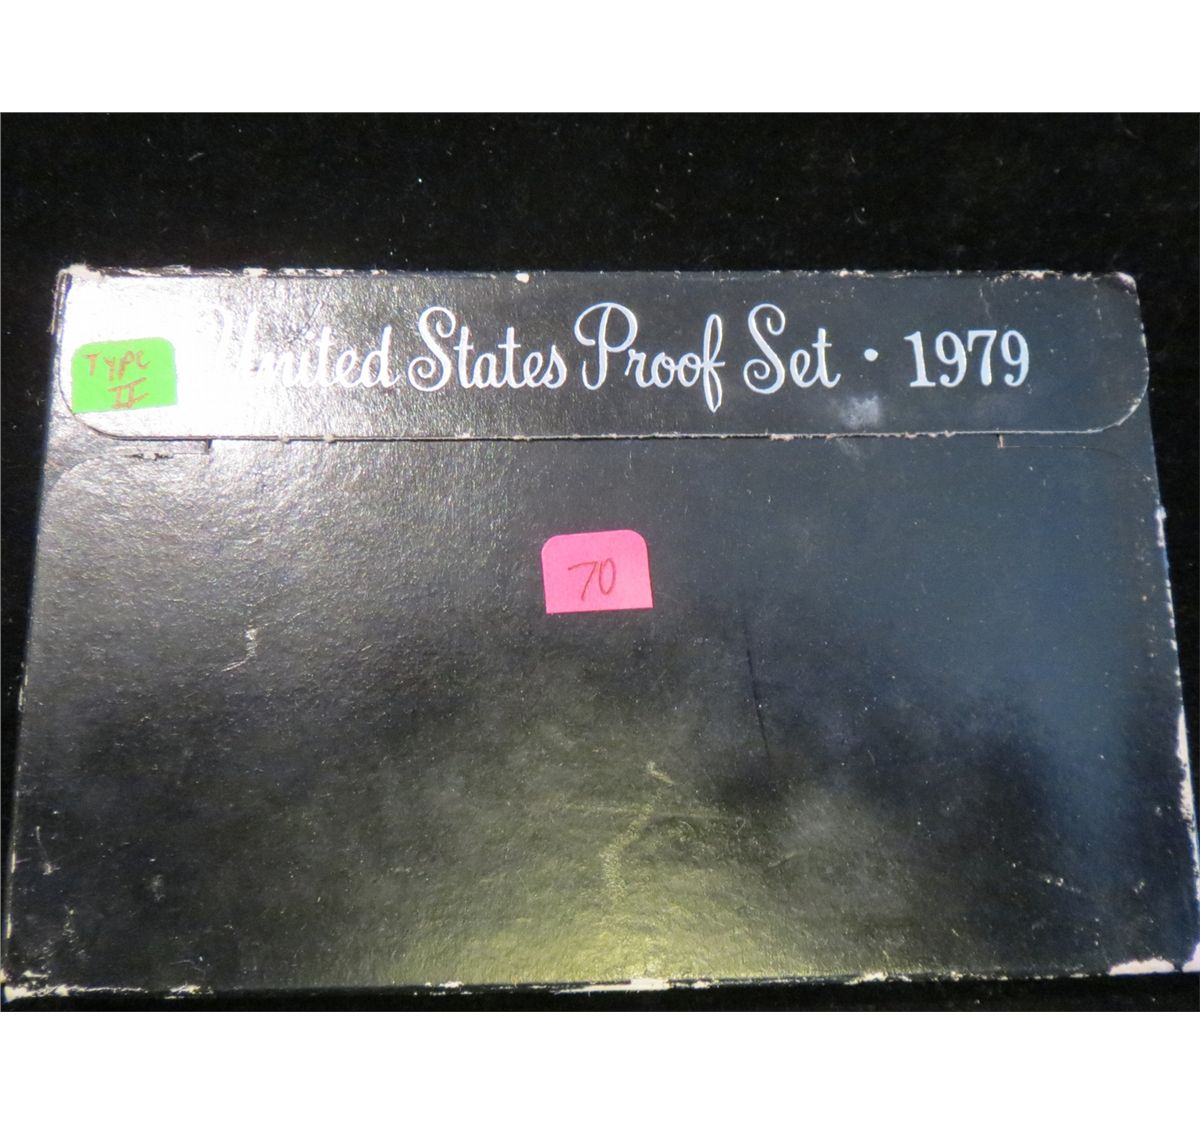 United States Proof Set · 1979
TYPE
II
70